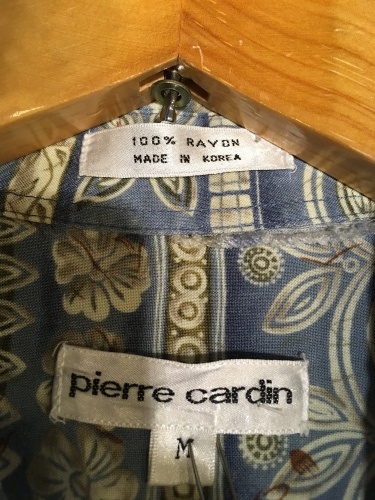 100% RAYON
MADE IN KOREA
pierre cardin
M